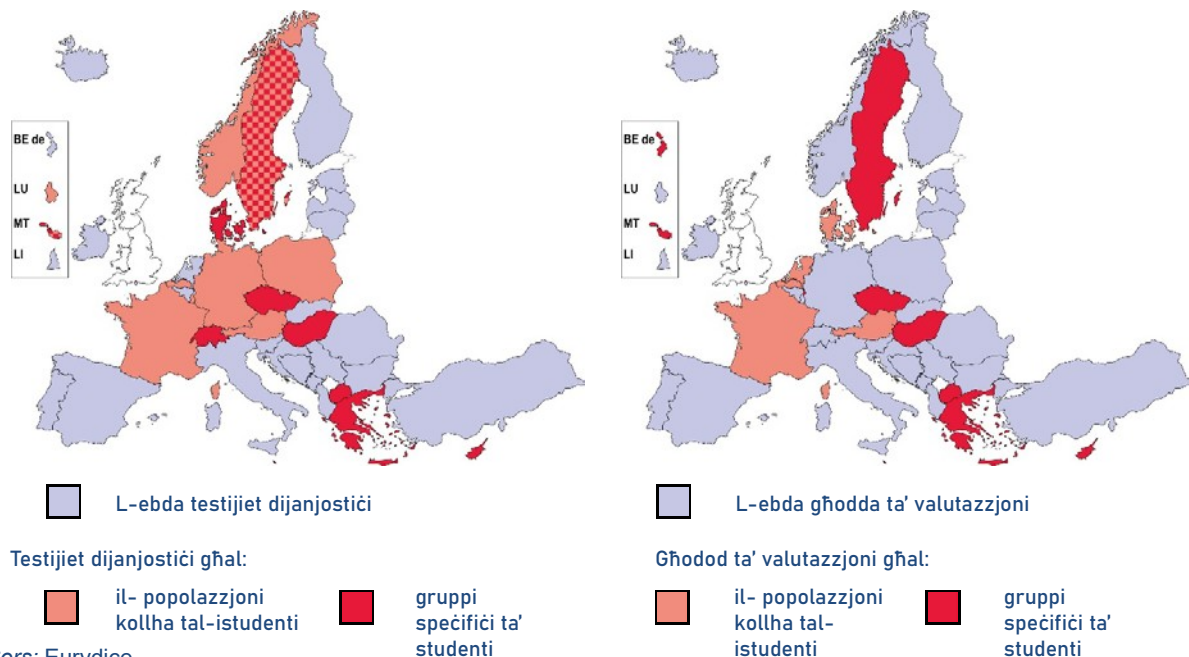 BE de
LU
MT
LI
L-ebda testijiet dijanjostiċi
Testijiet dijanjostiċi għal:
il- popolazzjoni
kollha tal-istudenti
gruppi
speċifiċi ta'
studenti
BE de
LU
MT
LI
L-ebda għodda ta' valutazzjoni
Għodod ta' valutazzjoni għal:
il- popolazzjoni
kollha tal-
istudenti
gruppi
speċifiċi ta'
studenti
Eurydice